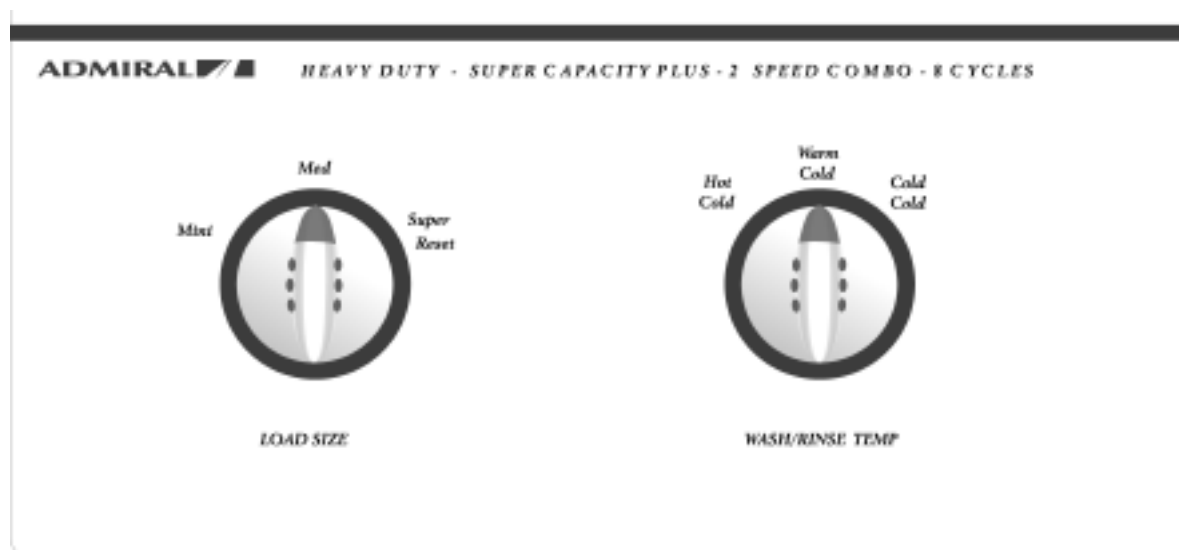 ADMIRAL HEAVY DUTY - SUPER CAPACITY PLUS - 2 SPEED COMBO - 8 CYCLES
Mini
Med
Super
Reset
LOAD SIZE
Hot
Cold
Warm
Cold
Cold
Cold
WASH/RINSE TEMP